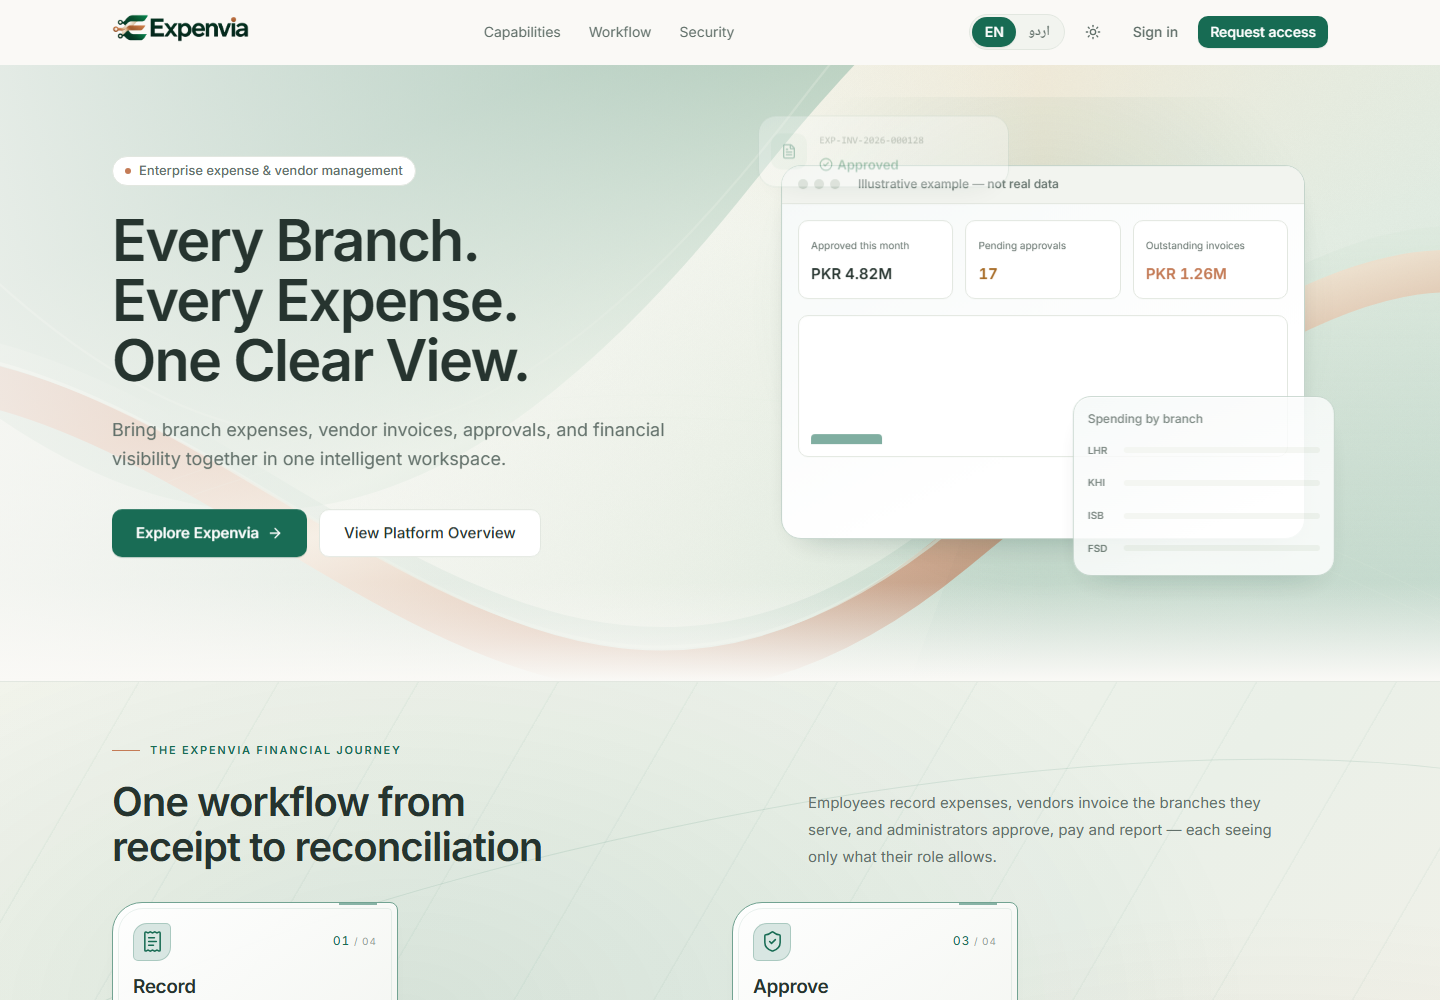 Expenvia
Capabilities
Workflow
Security
EN
اردو
Sign in
Request access
Enterprise expense & vendor management
Every Branch.
Every Expense.
One Clear View.
Bring branch expenses, vendor invoices, approvals, and financial
visibility together in one intelligent workspace.
Explore Expenvia
View Platform Overview
EXP-INV-2026-000128
Approved
Illustrative example — not real data
Approved this month
PKR 4.82M
Pending approvals
17
Outstanding invoices
PKR 1.26M
Spending by branch
LHR
KHI
ISB
FSD
THE EXPENVIA FINANCIAL JOURNEY
One workflow from
receipt to reconciliation
Employees record expenses, vendors invoice the branches they
serve, and administrators approve, pay and report — each seeing
only what their role allows.
01 / 04
Record
03 / 04
Approve